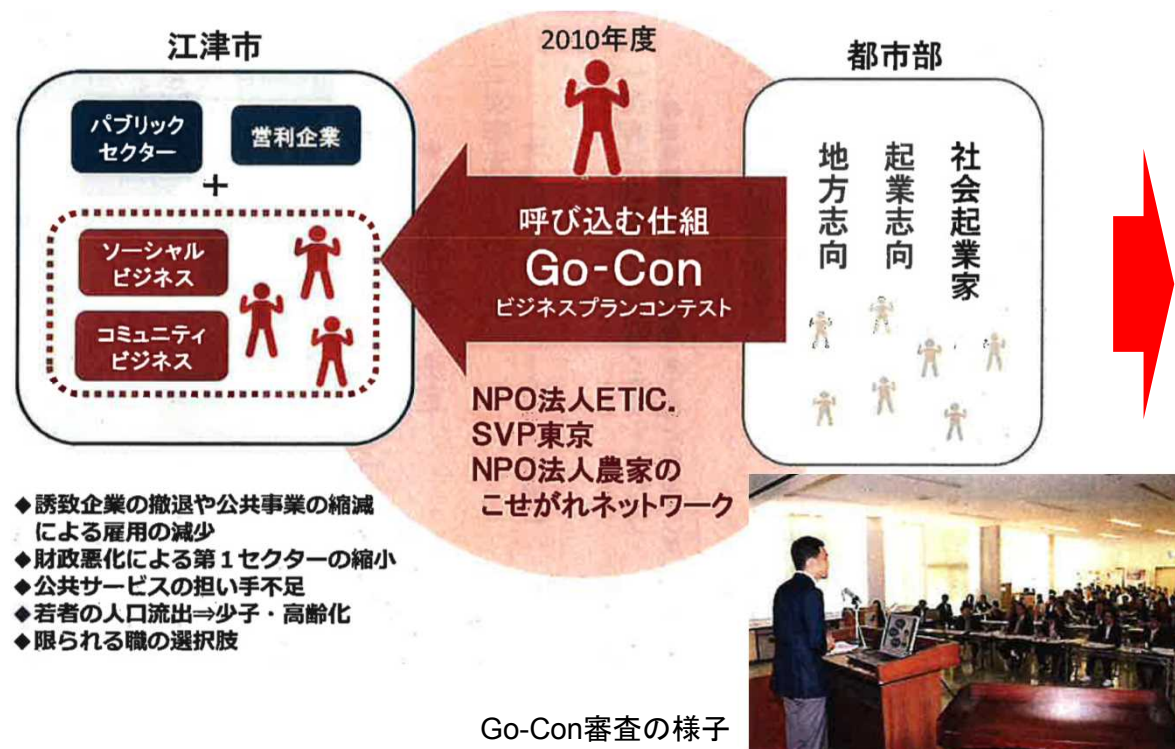 江津市
パブリック
セクター
営利企業
+
ソーシャル
ビジネス
コミュニティ
ビジネス
2010年度
呼び込む仕組
Go-Con
ビジネスプランコンテスト
NPO法人ETIC.
SVP東京
NPO法人農家の
こせがれネットワーク
都市部
社会起業家
起業志向
地方志向
◆誘致企業の撤退や公共事業の縮減
による雇用の減少
◆財政悪化による第1セクターの縮小
◆公共サービスの担い手不足
◆若者の人口流出⇒少子・高齢化
◆限られる職の選択肢
Go-Con審査の様子